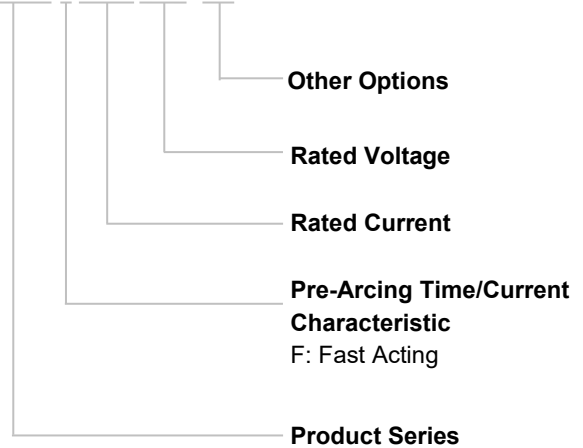 Other Options
Rated Voltage
Rated Current
Pre-Arcing Time/Current
Characteristic
F: Fast Acting
Product Series